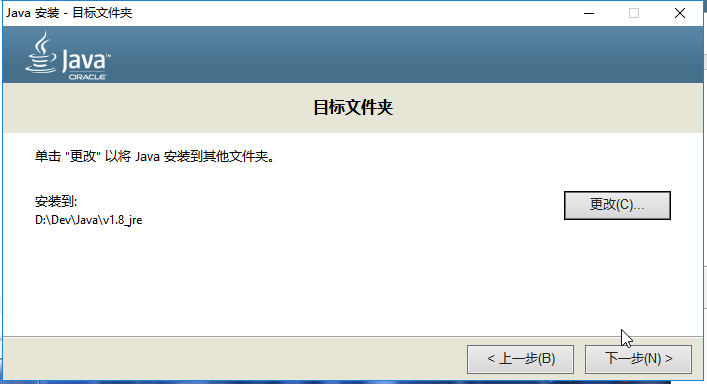 Java 安装 - 目标文件夹
Java™
ORACLE
目标文件夹
单击 "更改" 以将 Java 安装到其他文件夹。
安装到:
D:\Dev\Java\v1.8_jre
更改(C)...
< 上一步(B)
下一步(N) >